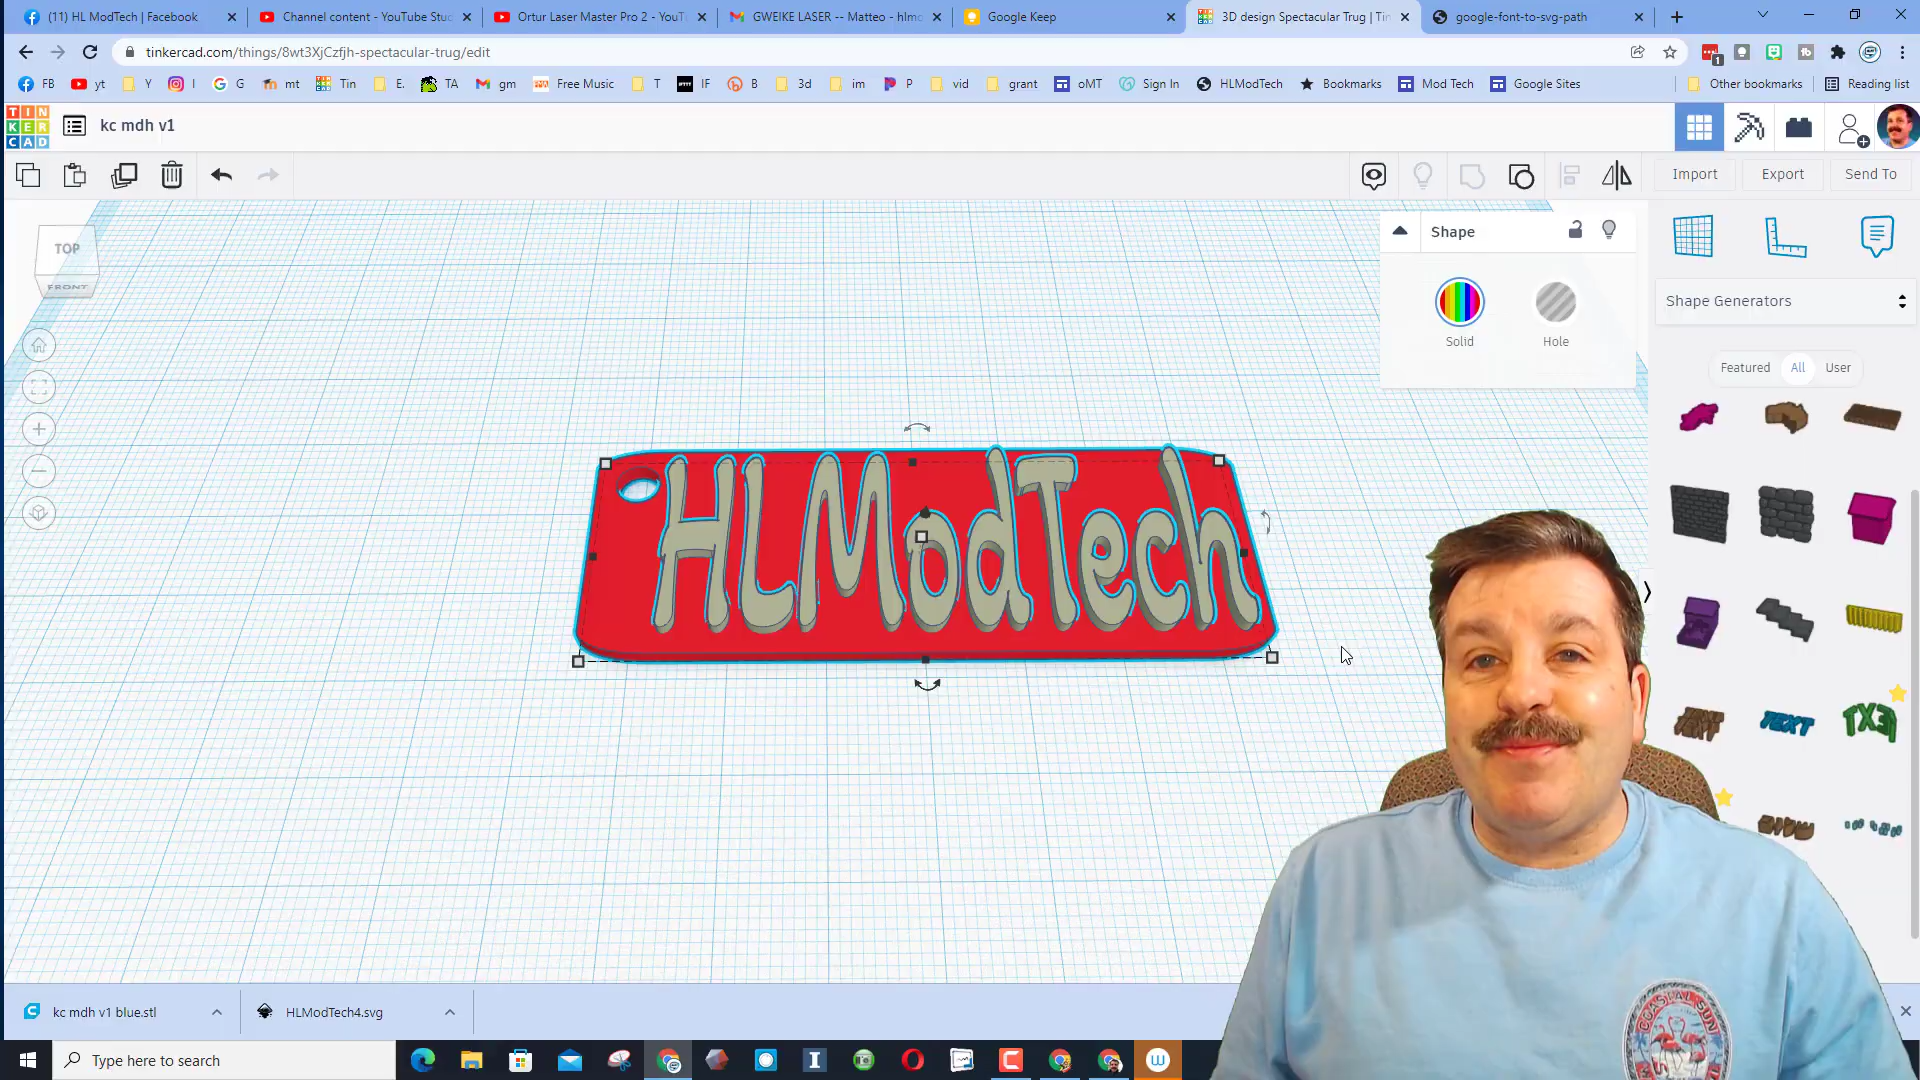 (11) HL ModTech | Facebook
Channel content - YouTube Stud
Ortur Laser Master Pro 2 - YouT
GWEIKE LASER -- Matteo - hlmo
Google Keep
3D design Spectacular Trug | Tin
google-font-to-svg-path
tinkercad.com/things/8wt3XjCzfjh-spectacular-trug/edit
1
FB
yt
Y
I
G
mt
Tin
E.
TA
gm
Free Music
T
IF
B
3d
im
P
vid
grant
oMT
Sign In
HLModTech
Bookmarks
Mod Tech
Google Sites
Other bookmarks
Reading list
TIN
KER
CAD
kc mdh v1
Import
Export
Send To
TOP
FRONT
Shape
Solid
Hole
Shape Generators
Featured
All
User
HLModTech
TEXT
TEXT
kc mdh v1 blue.stl
HLModTech4.svg
COASTAL SUN
Type here to search